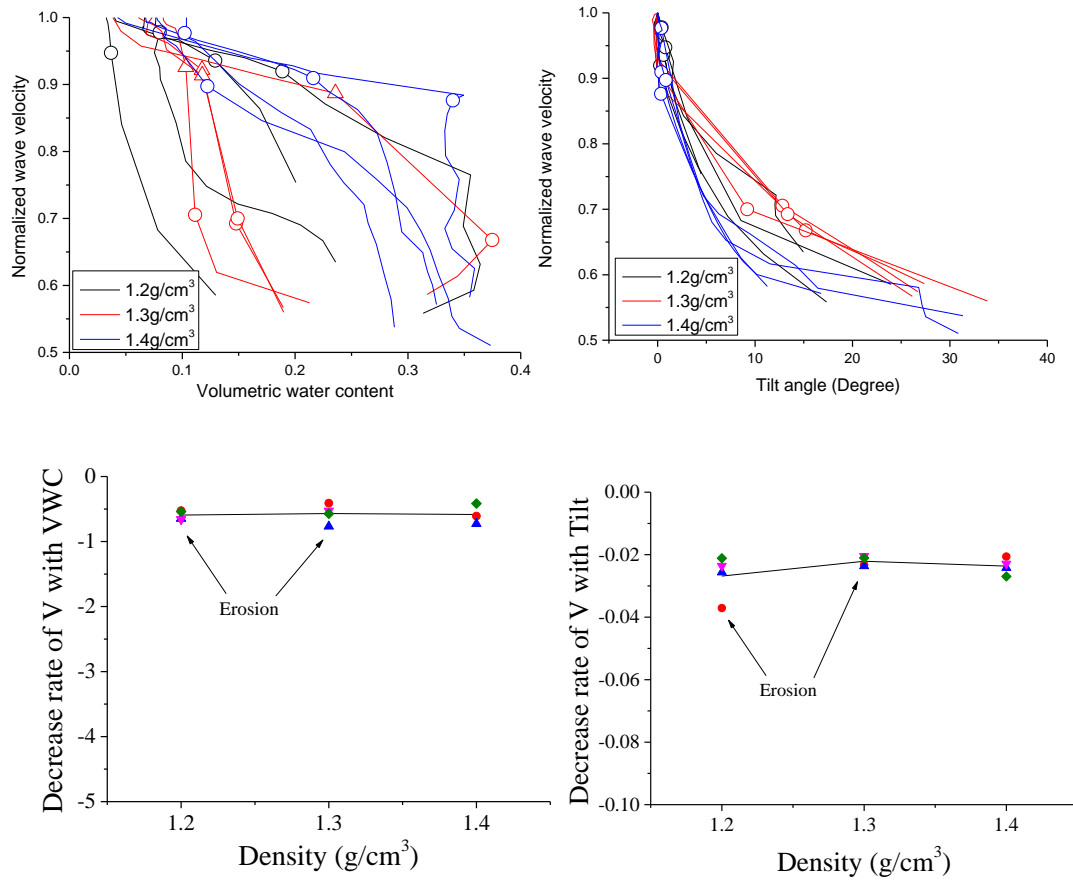 Normalized wave velocity
1.0
0.9
0.8
0.7
0.6
0.5
0.0
0.1
0.2
0.3
0.4
Volumetric water content
1.2g/cm³
1.3g/cm³
1.4g/cm³
Normalized wave velocity
1.0
0.9
0.8
0.7
0.6
0.5
0
10
20
30
40
Tilt angle (Degree)
1.2g/cm³
1.3g/cm³
1.4g/cm³
Decrease rate of V with VWC
0
-1
-2
-3
-4
-5
Erosion
1.2
1.3
1.4
Density (g/cm³)
Decrease rate of V with Tilt
0.00
-0.02
-0.04
-0.06
-0.08
-0.10
Erosion
1.2
1.3
1.4
Density (g/cm³)